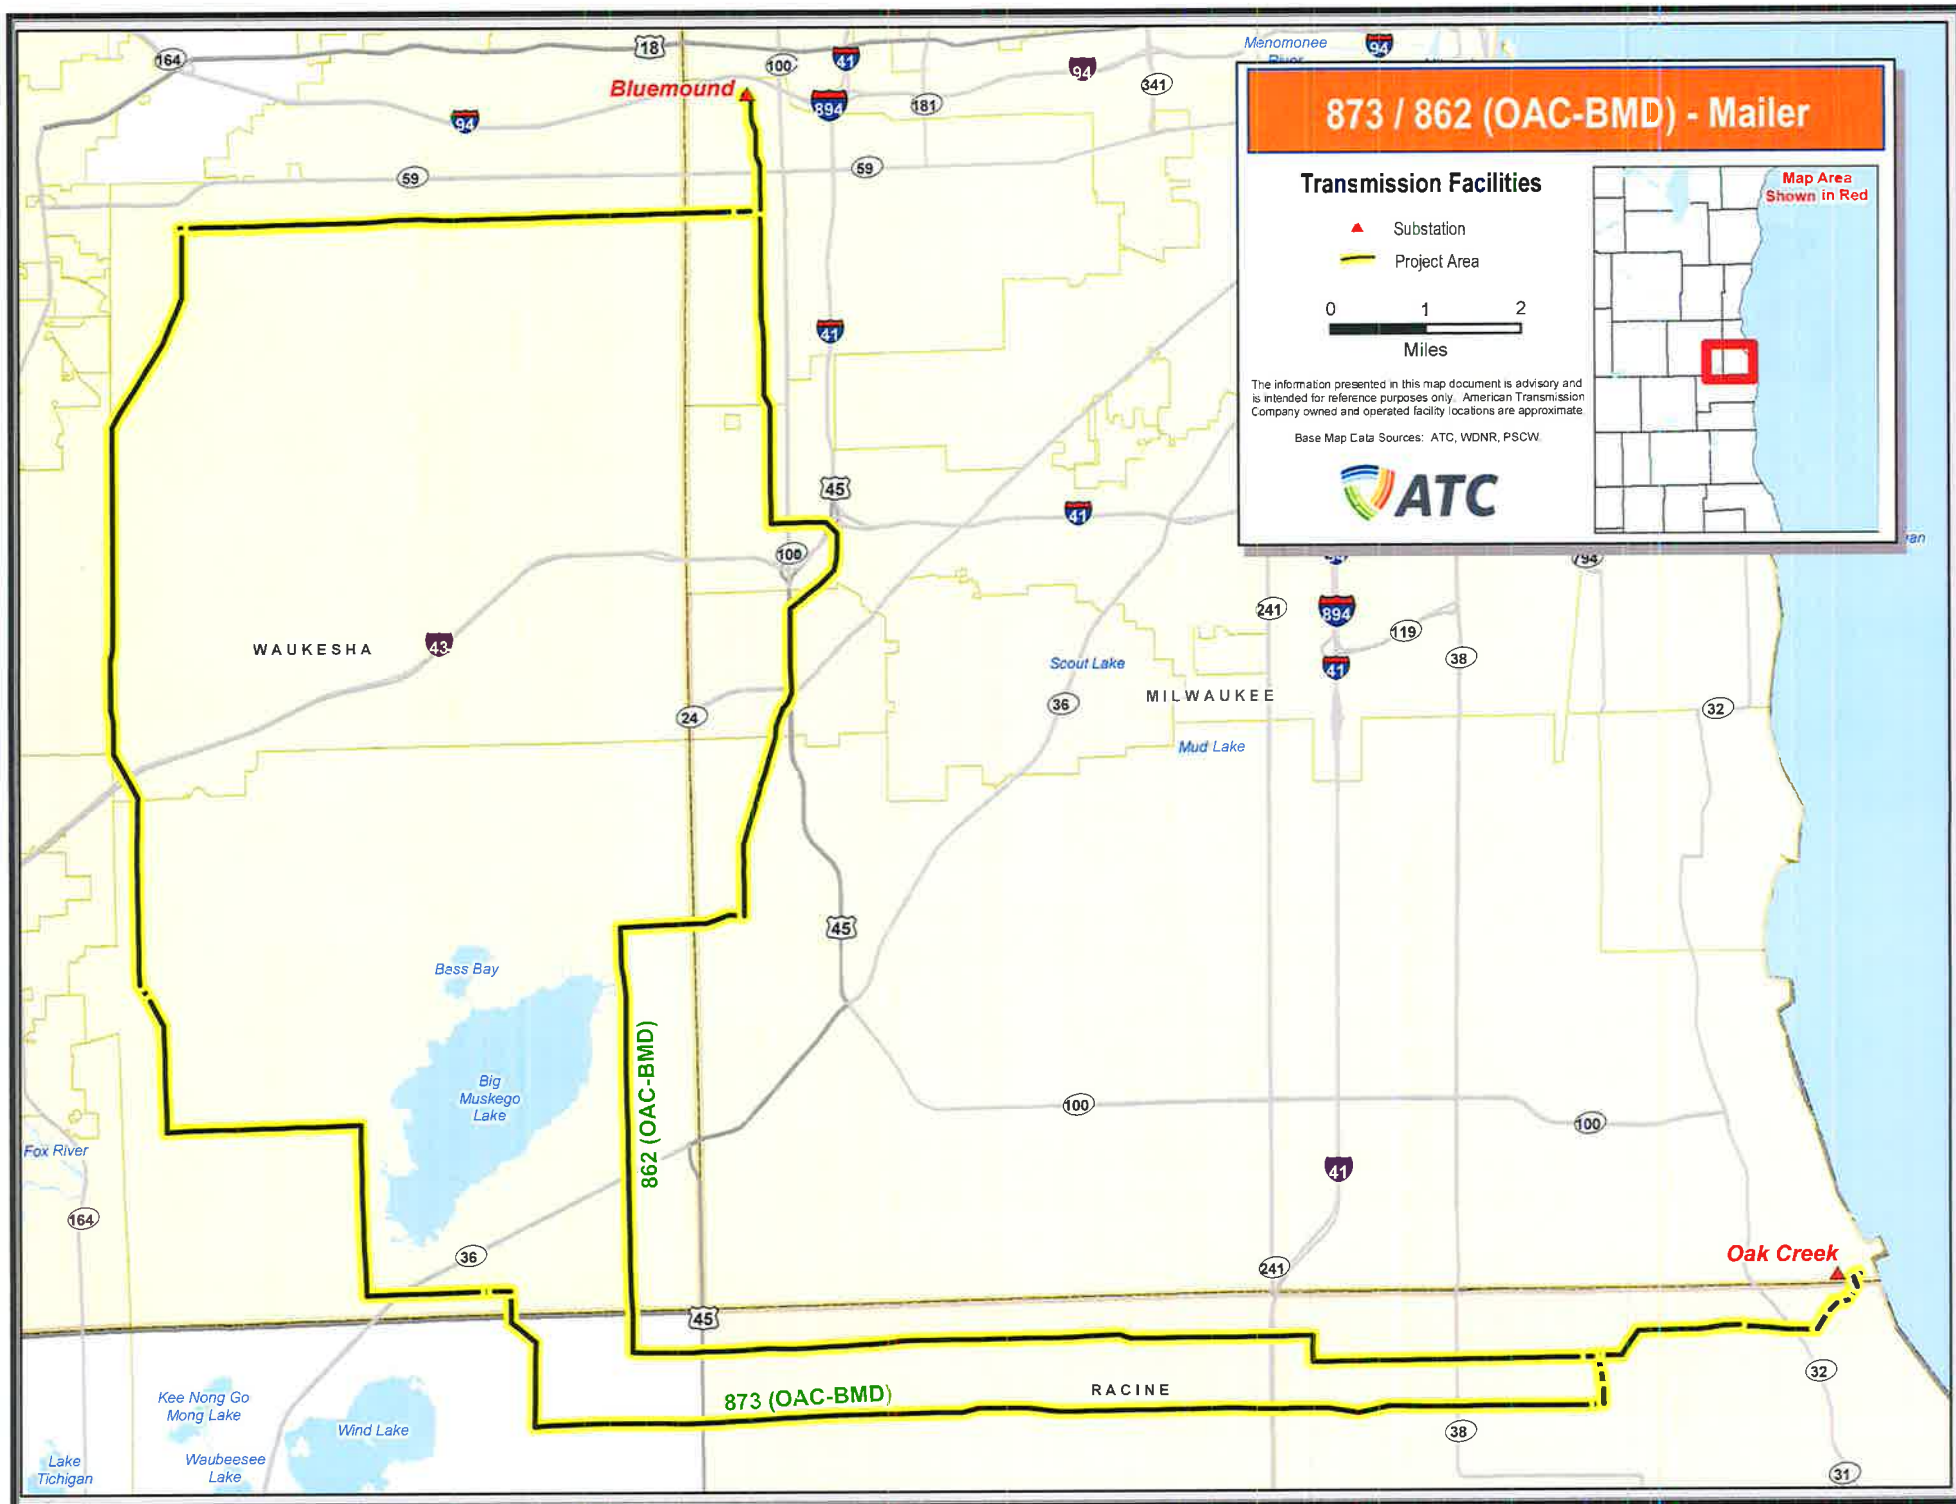 164
18
100
41
94
341
Menomonee
River
94
Bluemound
94
894
181
59
59
41
45
41
100
43
WAUKESHA
24
Scout Lake
36
MILWAUKEE
Mud Lake
241
894
119
41
38
794
32
45
Bass Bay
Big
Muskego
Lake
862 (OAC-BMD)
100
100
41
Fox River
164
36
241
Oak Creek
45
873 (OAC-BMD)
RACINE
32
38
31
Kee Nong Go
Mong Lake
Wind Lake
Waubeesee
Lake
Lake
Tichigan
873 / 862 (OAC-BMD) - Mailer
Transmission Facilities
Substation
Project Area
0 1 2
Miles
The information presented in this map document is advisory and
is intended for reference purposes only. American Transmission
Company owned and operated facility locations are approximate.
Base Map Data Sources: ATC, WDNR, PSCW.
ATC
Map Area
Shown in Red